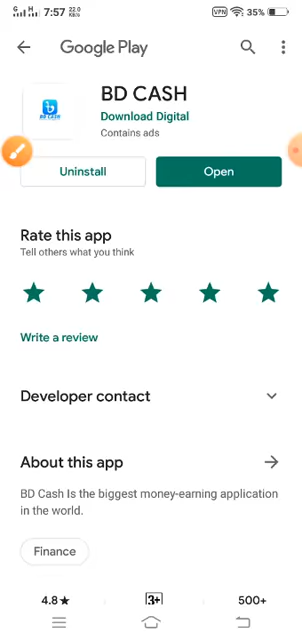 G H 7:57 22.0 KB/s VPN 35%
Google Play
BD CASH
BD CASH
Download Digital
Contains ads
Uninstall Open
Rate this app
Tell others what you think
Write a review
Developer contact
About this app
BD Cash Is the biggest money-earning application
in the world.
Finance
4.8★ 3+ 500+